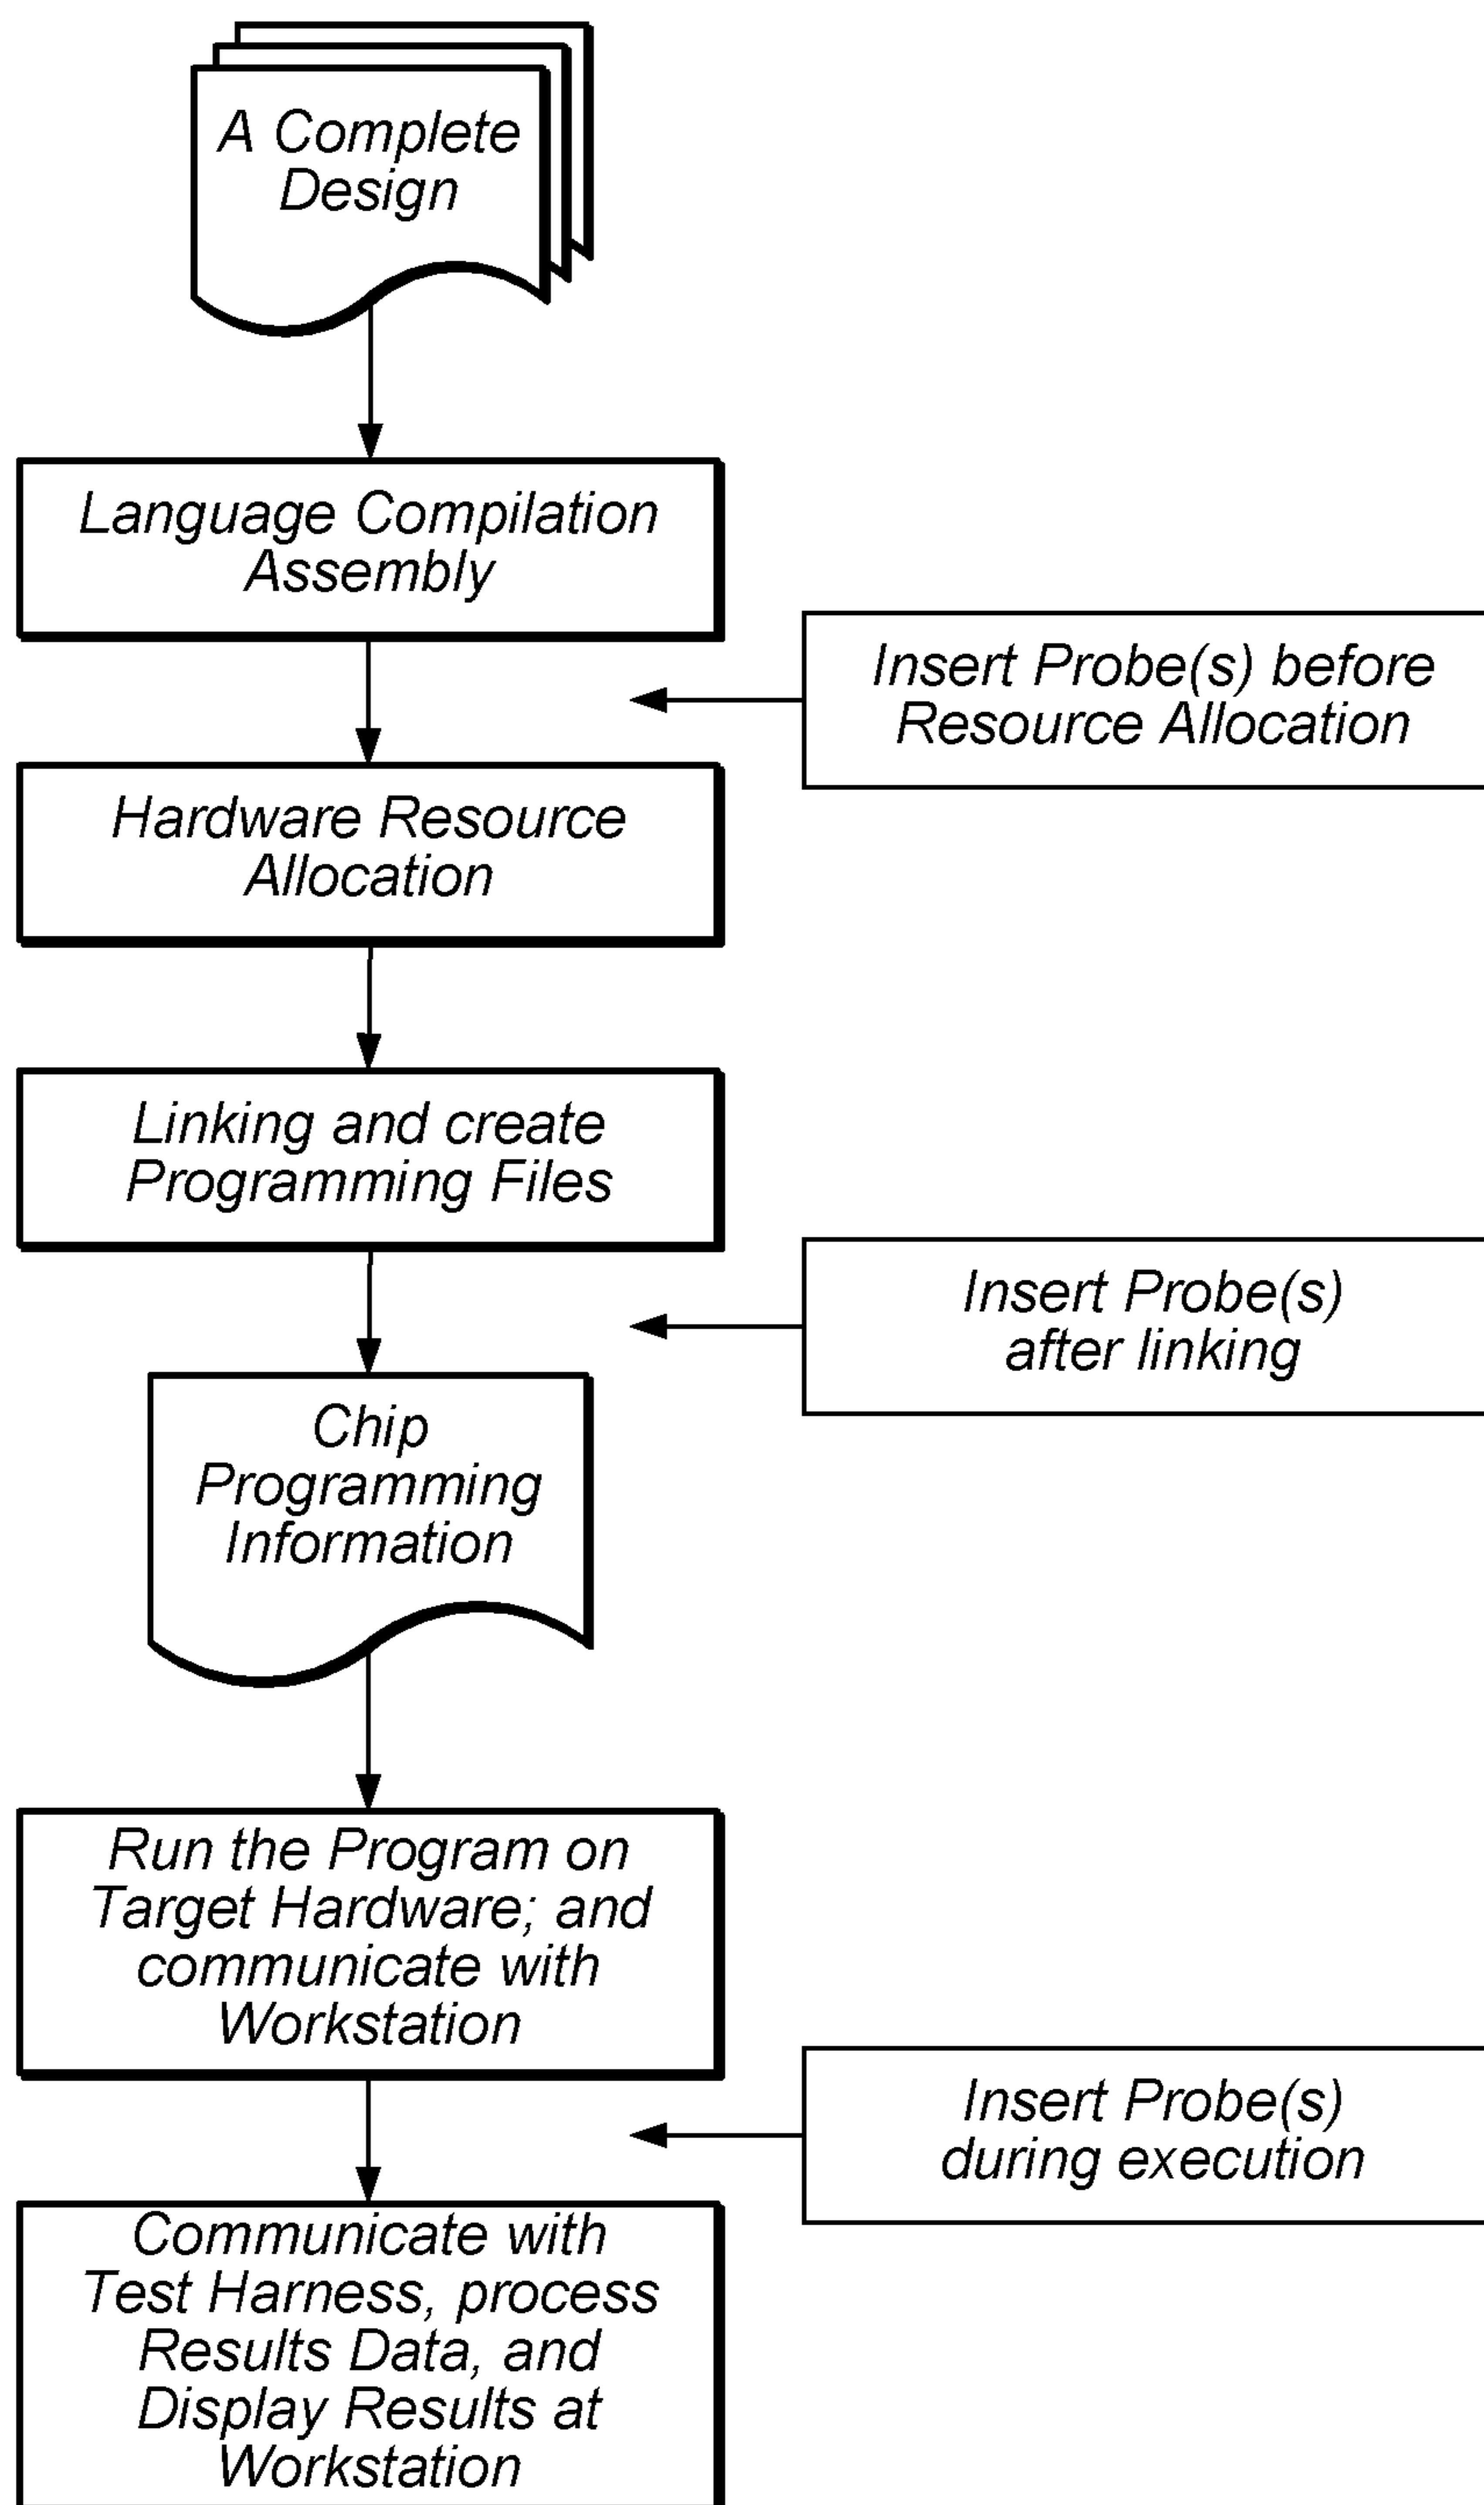 A Complete
Design
Language Compilation
Assembly
Insert Probe(s) before
Resource Allocation
Hardware Resource
Allocation
Linking and create
Programming Files
Insert Probe(s)
after linking
Chip
Programming
Information
Run the Program on
Target Hardware; and
communicate with
Workstation
Insert Probe(s)
during execution
Communicate with
Test Harness, process
Results Data, and
Display Results at
Workstation